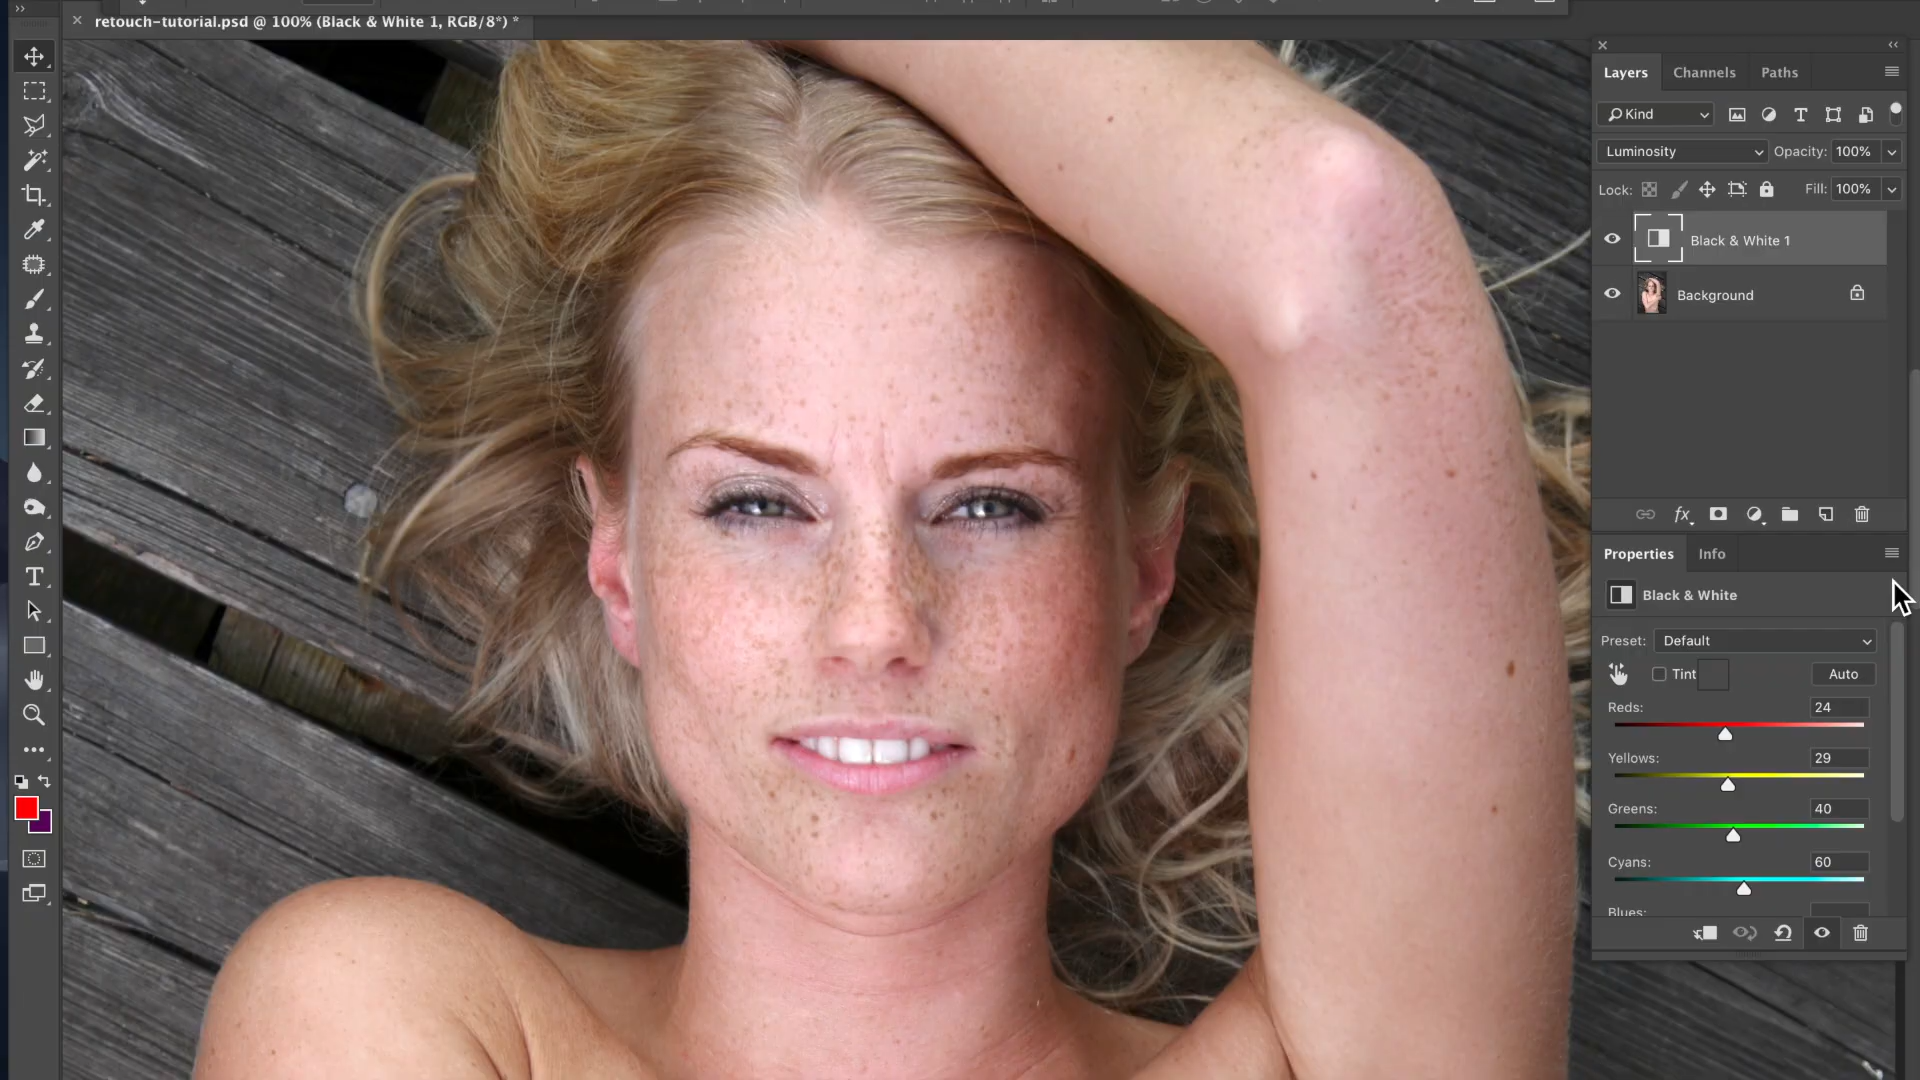 retouch-tutorial.psd @ 100% (Black & White 1, RGB/8*) *
Layers Channels Paths
Kind
Luminosity Opacity: 100%
Lock: Fill: 100%
Black & White 1
Background
fx
Properties Info
Black & White
Preset: Default
Tint Auto
Reds: 24
Yellows: 29
Greens: 40
Cyans: 60
Blues: